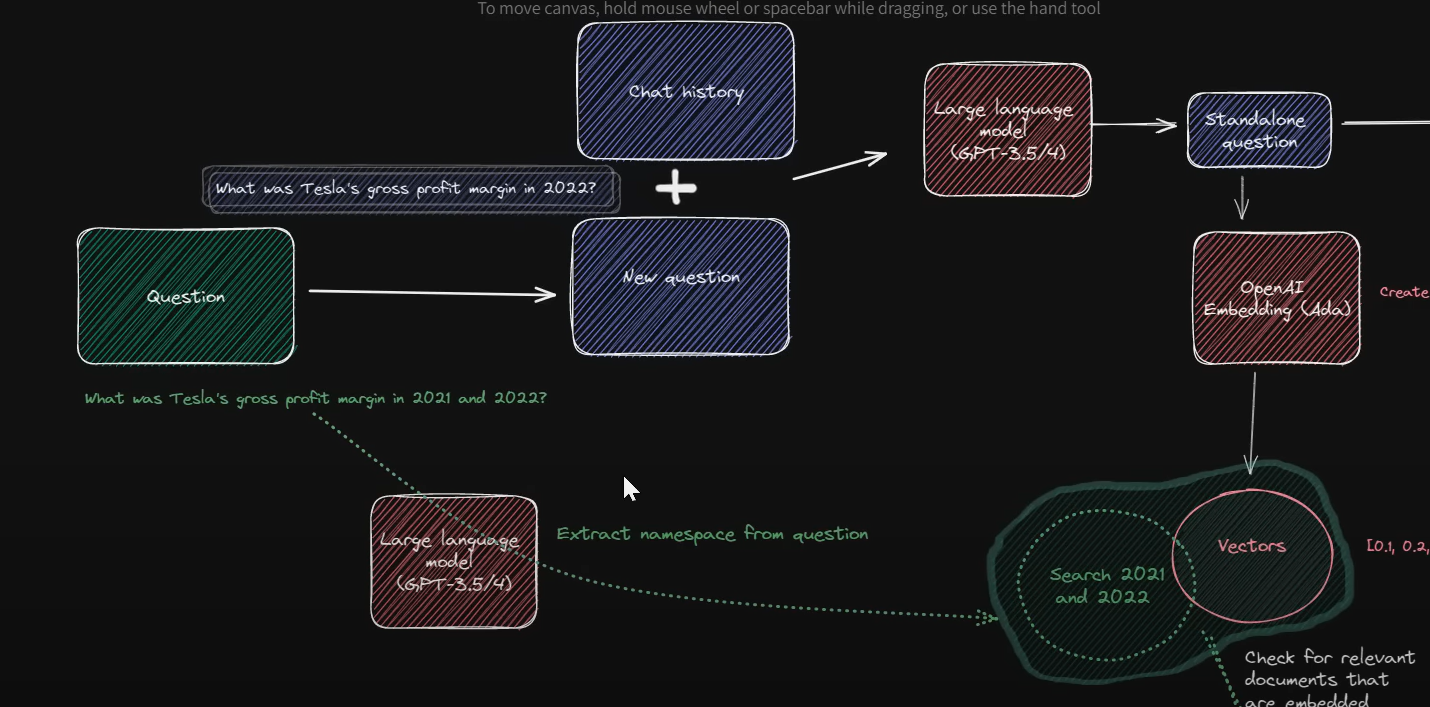 To move canvas, hold mouse wheel or spacebar while dragging, or use the hand tool
Chat history
Large language
model
(GPT-3.5/4)
Standalone
question
What was Tesla's gross profit margin in 2022?
Question
New question
OpenAI
Embedding (Ada)
Create
What was Tesla's gross profit margin in 2021 and 2022?
Large language
model
(GPT-3.5/4)
Extract namespace from question
Vectors
[0.1, 0.2,
Search 2021
and 2022
Check for relevant
documents that
are embedded